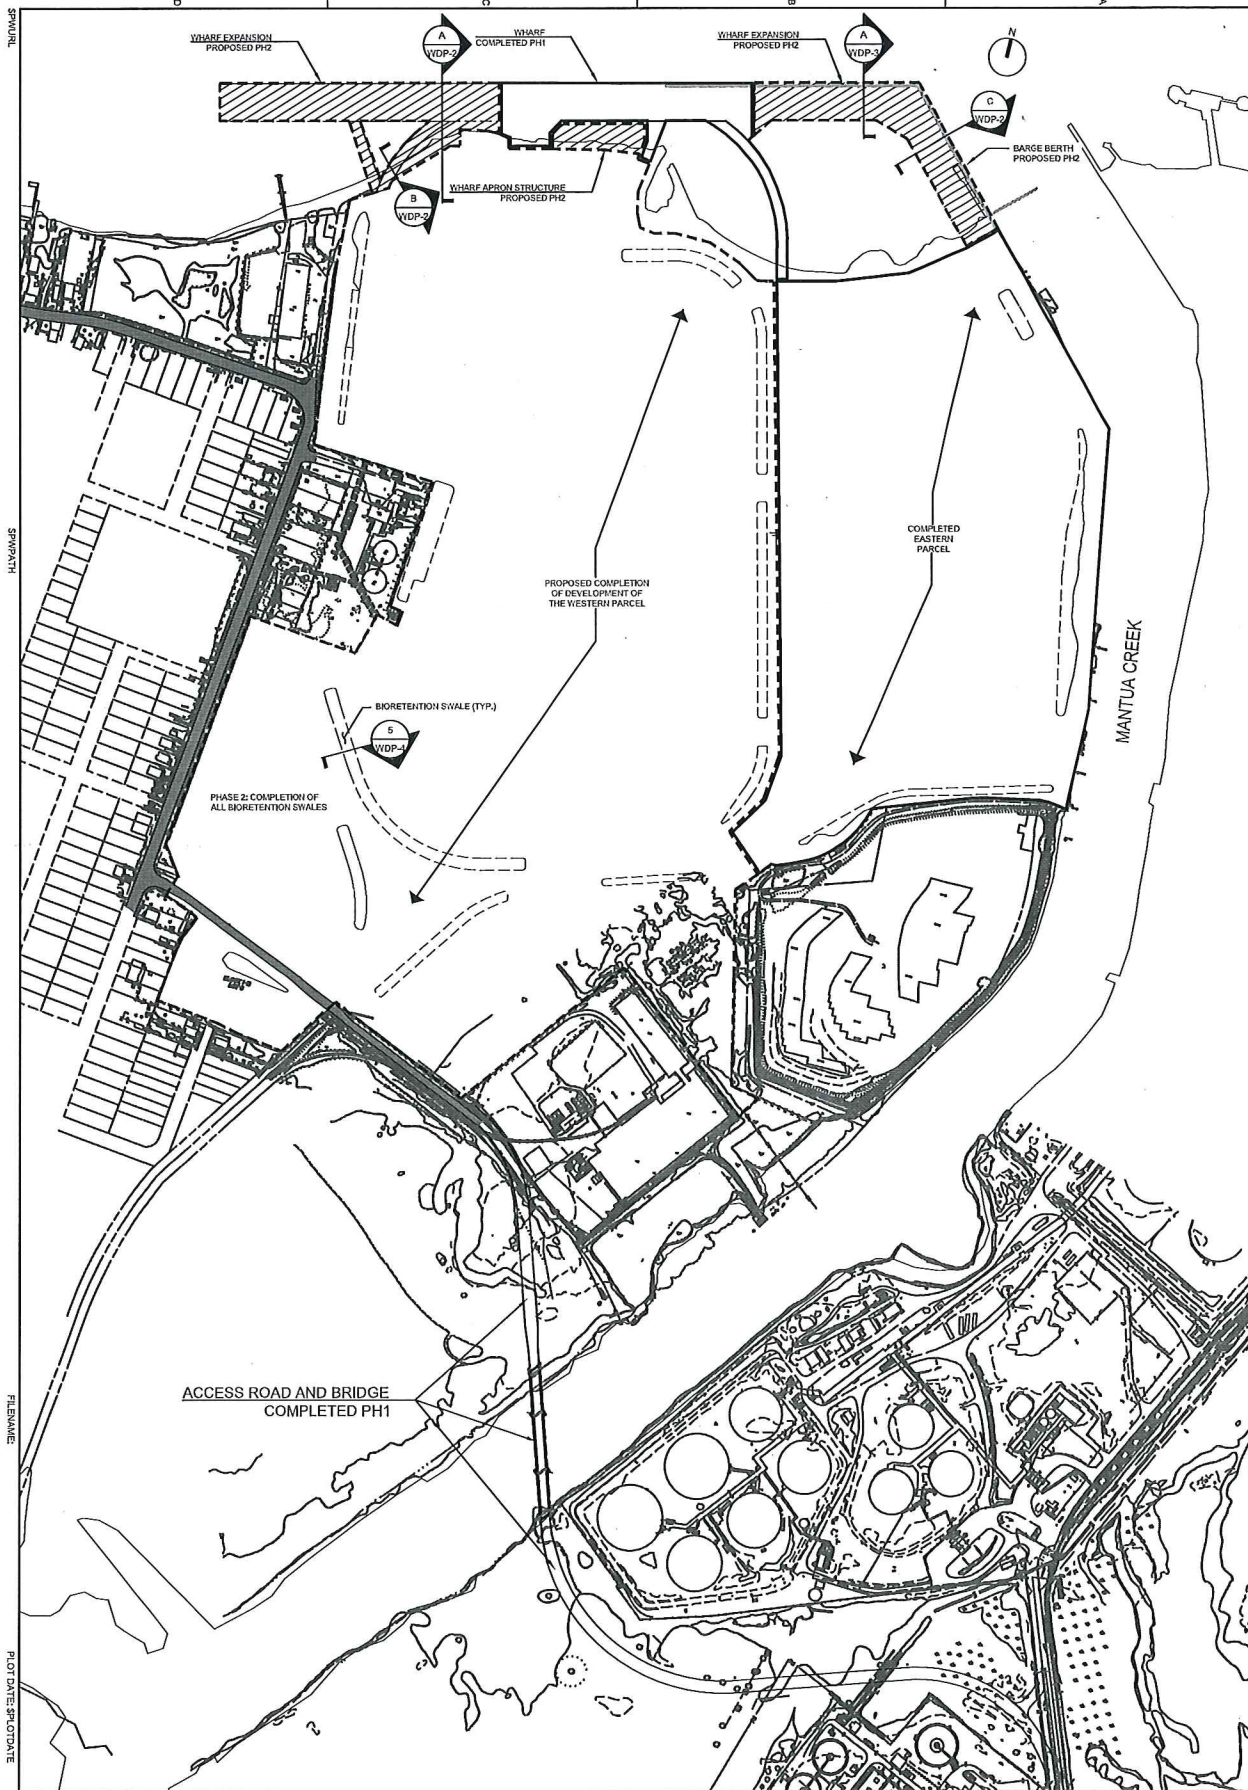 D
C
B
A
WHARF EXPANSION
PROPOSED PH2
A
WDP-2
WHARF
COMPLETED PH1
WHARF EXPANSION
PROPOSED PH2
A
WDP-3
N
C
WDP-2
BARGE BERTH
PROPOSED PH2
WHARF APRON STRUCTURE
PROPOSED PH2
B
WDP-2
COMPLETED
EASTERN
PARCEL
PROPOSED COMPLETION
OF DEVELOPMENT OF
THE WESTERN PARCEL
MANTUA CREEK
BIORETENTION SWALE (TYP.)
5
WDP-4
PHASE 2: COMPLETION OF
ALL BIORETENTION SWALES
ACCESS ROAD AND BRIDGE
COMPLETED PH1
SPWURL
SPWPATH
FILENAME:
PLOT DATE: $PLOTDATE